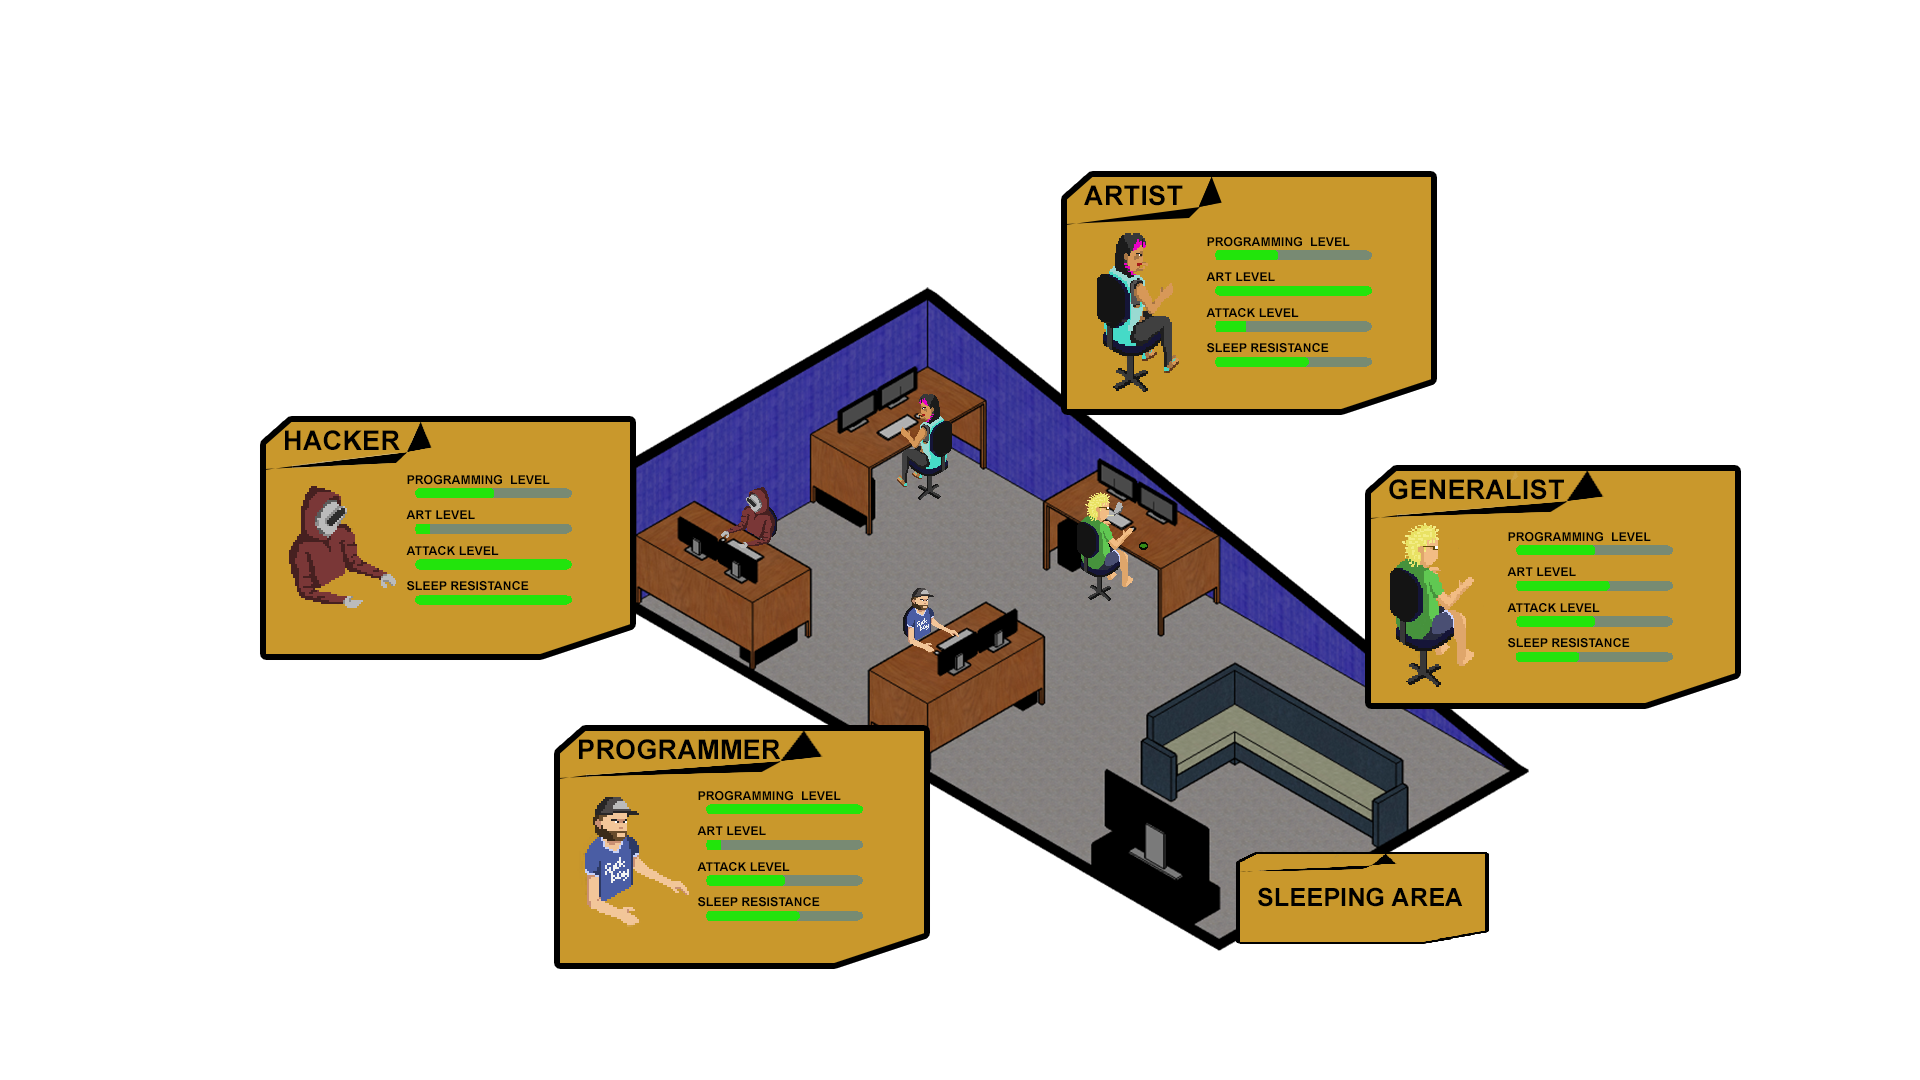 ARTIST
PROGRAMMING LEVEL
ART LEVEL
ATTACK LEVEL
SLEEP RESISTANCE
HACKER
PROGRAMMING LEVEL
ART LEVEL
ATTACK LEVEL
SLEEP RESISTANCE
GENERALIST
PROGRAMMING LEVEL
ART LEVEL
ATTACK LEVEL
SLEEP RESISTANCE
PROGRAMMER
PROGRAMMING LEVEL
ART LEVEL
ATTACK LEVEL
SLEEP RESISTANCE
SLEEPING AREA